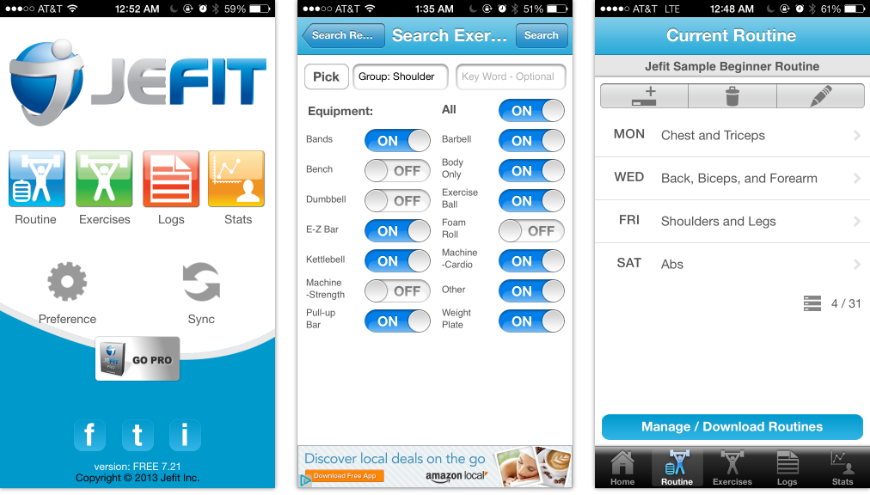 AT&T 12:52 AM 59%
JEFIT
Routine Exercises Logs Stats
Preference Sync
GO PRO
f t i
version: FREE 7.21
Copyright © 2013 Jefit Inc.
AT&T 1:35 AM 51%
Search Re... Search Exer... Search
Pick Group: Shoulder Key Word - Optional
Equipment: All ON
Bands ON Barbell ON
Bench OFF Body Only ON
Dumbbell OFF Exercise Ball ON
E-Z Bar ON Foam Roll OFF
Kettlebell ON Machine -Cardio ON
Machine -Strength OFF Other ON
Pull-up Bar ON Weight Plate ON
Discover local deals on the go
Download Free App amazon local
AT&T LTE 12:48 AM 61%
Current Routine
Jefit Sample Beginner Routine
MON Chest and Triceps
WED Back, Biceps, and Forearm
FRI Shoulders and Legs
SAT Abs
4 / 31
Manage / Download Routines
Home Routine Exercises Logs Stats